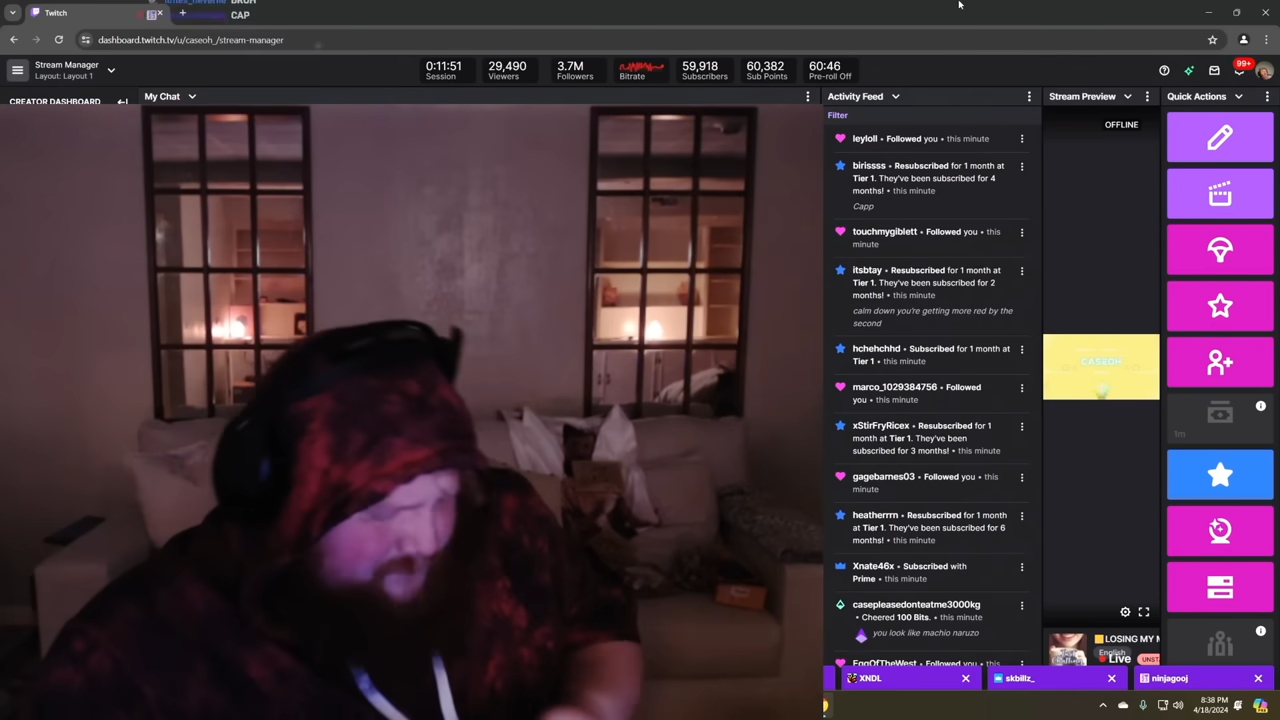 BRUH
CAP
Twitch
dashboard.twitch.tv/u/caseoh_/stream-manager
Stream Manager
Layout: Layout 1
0:11:51
Session
29,490
Viewers
3.7M
Followers
Bitrate
59,918
Subscribers
60,382
Sub Points
60:46
Pre-roll Off
99+
CREATOR DASHBOARD
My Chat
Activity Feed
Filter
leyloll • Followed you • this minute
birissss • Resubscribed for 1 month at
Tier 1. They've been subscribed for 4
months! • this minute
Capp
touchmygiblett • Followed you • this
minute
itsbtay • Resubscribed for 1 month at
Tier 1. They've been subscribed for 2
months! • this minute
calm down you're getting more red by the
second
hchehchhd • Subscribed for 1 month at
Tier 1 • this minute
marco_1029384756 • Followed
you • this minute
xStirFryRicex • Resubscribed for 1
month at Tier 1. They've been
subscribed for 3 months! • this minute
gagebarnes03 • Followed you • this
minute
heatherrrn • Resubscribed for 1 month
at Tier 1. They've been subscribed for 6
months! • this minute
Xnate46x • Subscribed with
Prime • this minute
casepleasedonteatme3000kg
• Cheered 100 Bits. • this minute
you look like machio naruzo
EggOfTheWest • Followed you • this
Stream Preview
OFFLINE
CASEOH
LOSING MY M
English
Live
UNST
Quick Actions
1m
XNDL
skbillz_
ninjagooj
8:38 PM
4/18/2024